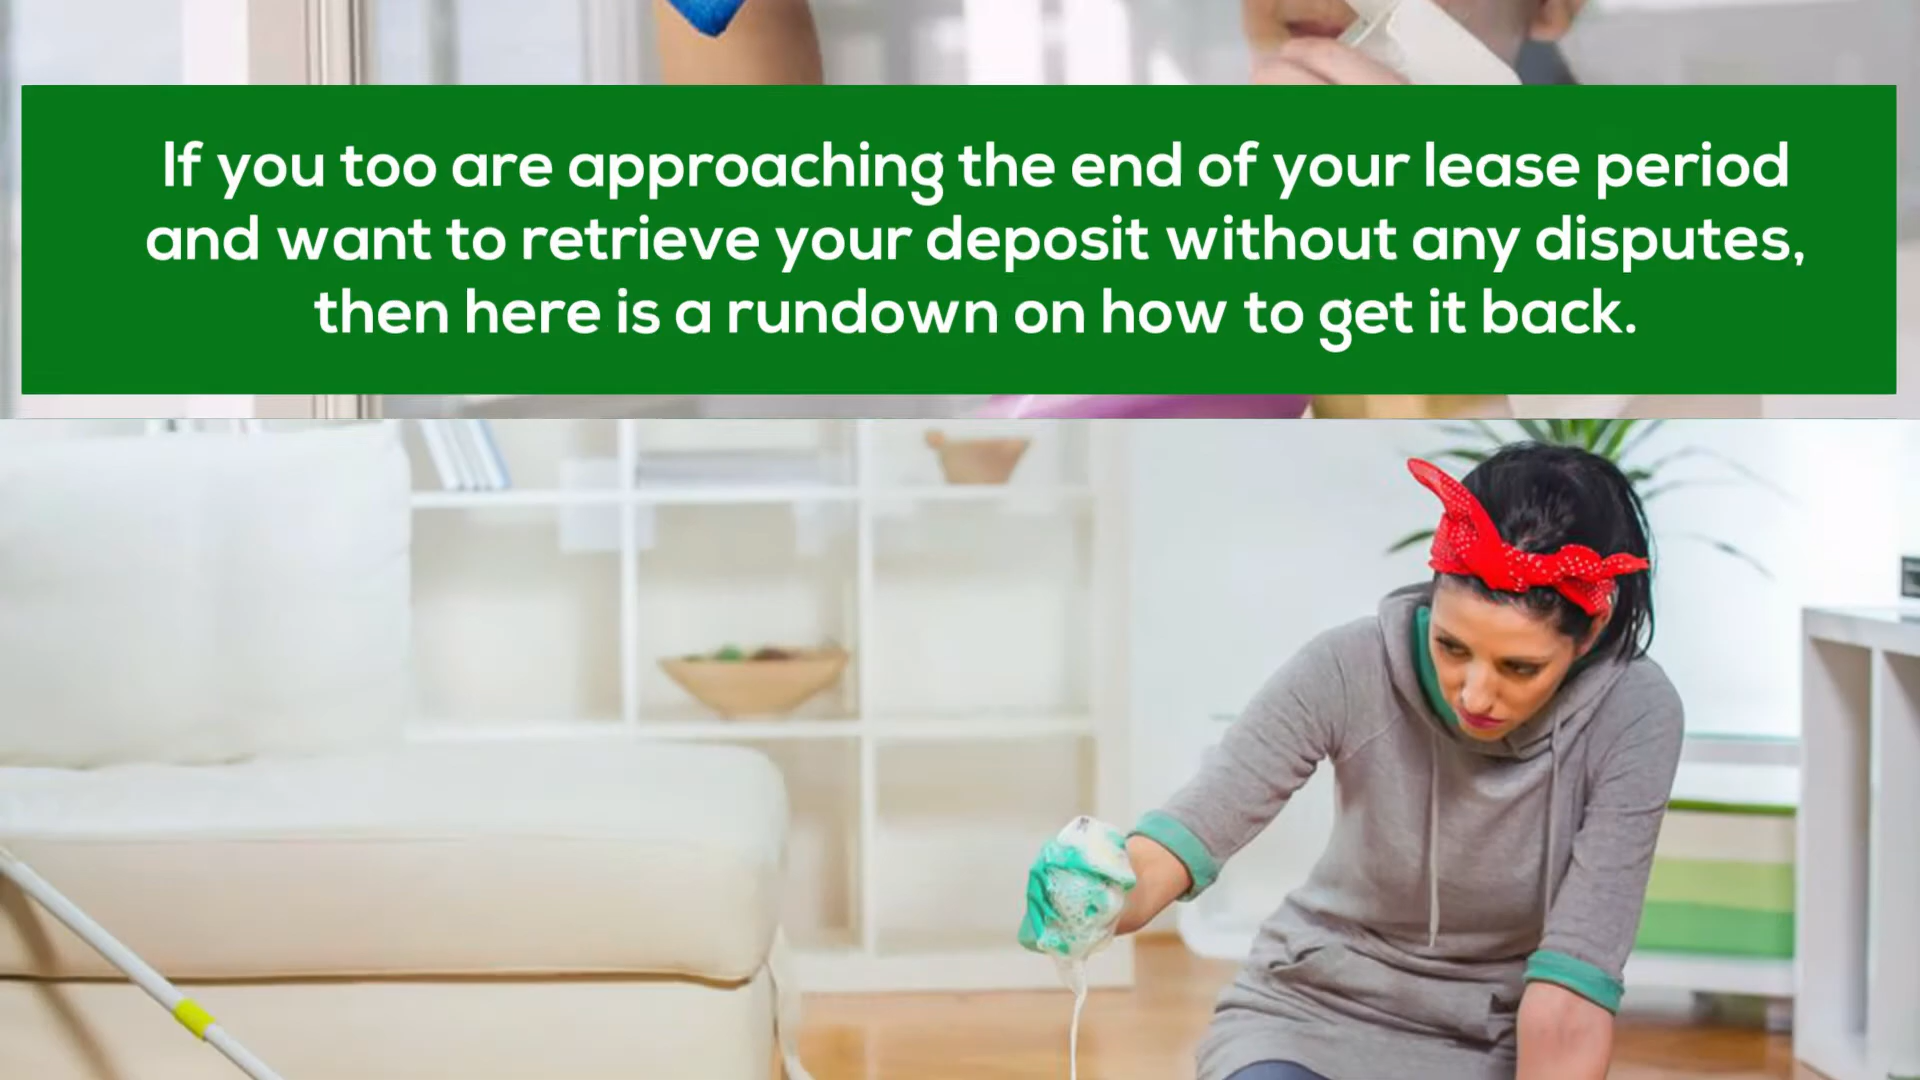 If you too are approaching the end of your lease period
and want to retrieve your deposit without any disputes,
then here is a rundown on how to get it back.